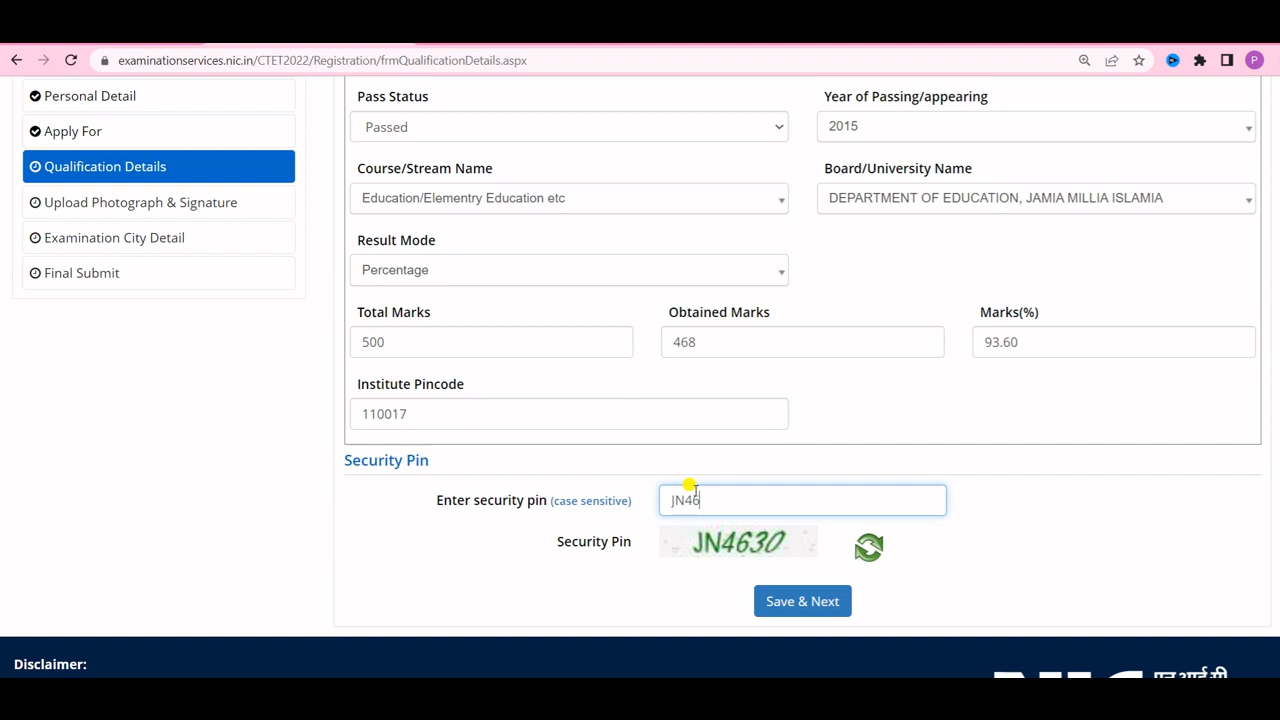 examinationservices.nic.in/CTET2022/Registration/frmQualificationDetails.aspx
P
Personal Detail
Apply For
Qualification Details
Upload Photograph & Signature
Examination City Detail
Final Submit
Pass Status
Year of Passing/appearing
Passed
2015
Course/Stream Name
Board/University Name
Education/Elementry Education etc
DEPARTMENT OF EDUCATION, JAMIA MILLIA ISLAMIA
Result Mode
Percentage
Total Marks
Obtained Marks
Marks(%)
500
468
93.60
Institute Pincode
110017
Security Pin
Enter security pin (case sensitive)
JN46
Security Pin
JN4630
Save & Next
Disclaimer: